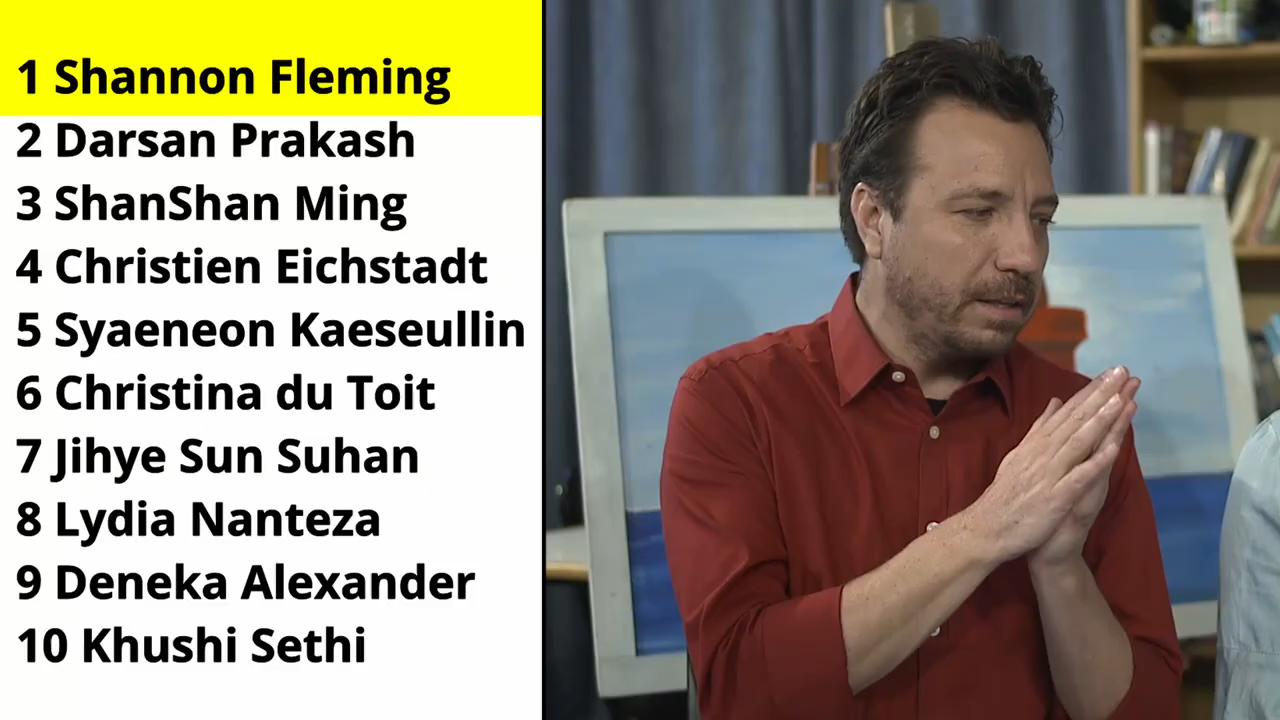 1 Shannon Fleming
2 Darsan Prakash
3 ShanShan Ming
4 Christien Eichstadt
5 Syaeneon Kaeseullin
6 Christina du Toit
7 Jihye Sun Suhan
8 Lydia Nanteza
9 Deneka Alexander
10 Khushi Sethi